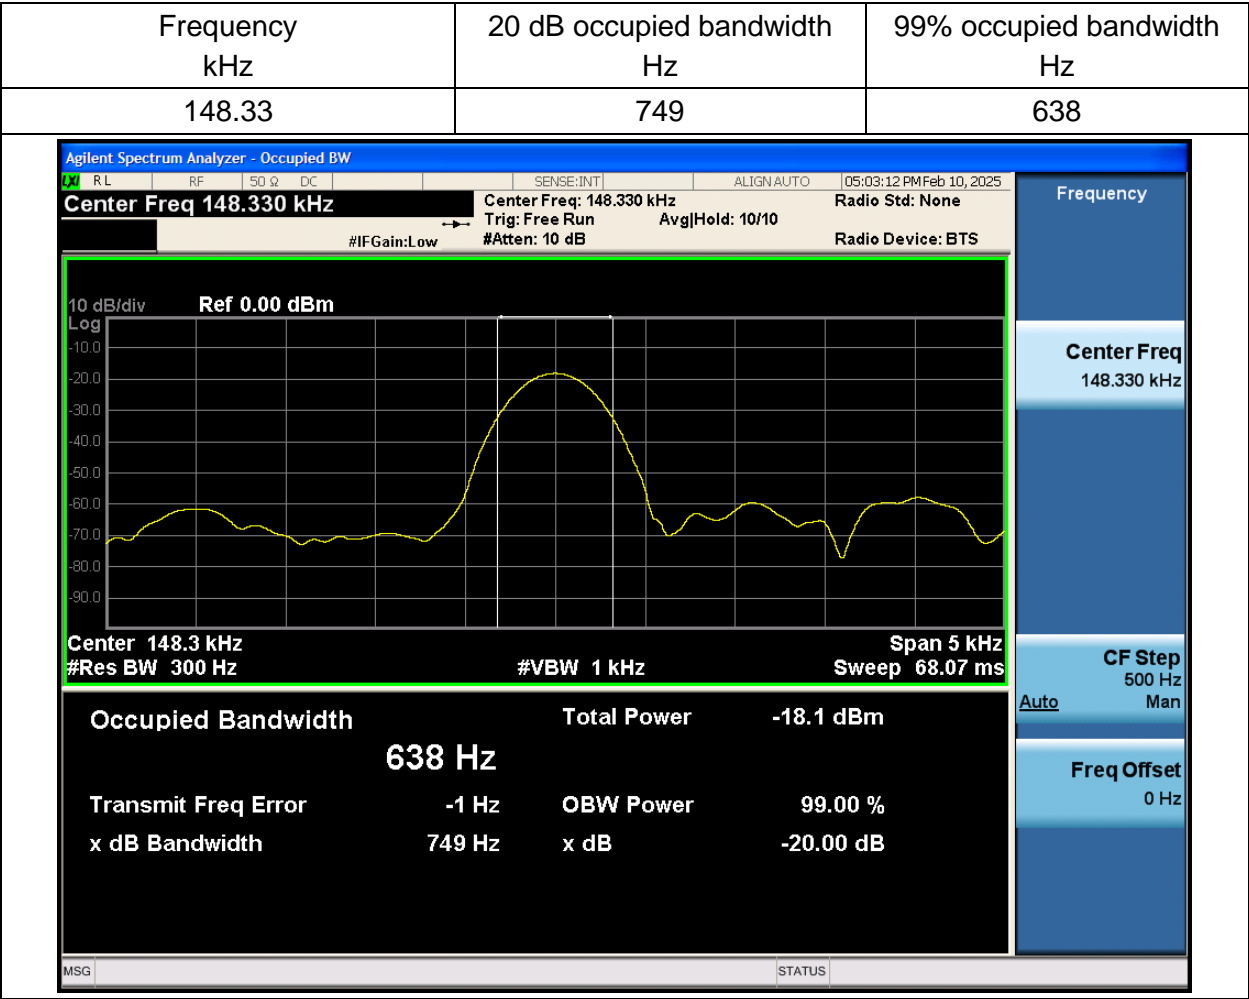 Frequency 20 dB occupied bandwidth 99% occupied bandwidth
kHz Hz Hz
148.33 749 638
Agilent Spectrum Analyzer - Occupied BW
LXI RL RF 50 Ω DC SENSE:INT ALIGN AUTO 05:03:12 PM Feb 10, 2025
Center Freq 148.330 kHz
Center Freq: 148.330 kHz Radio Std: None
Trig: Free Run Avg|Hold: 10/10
#IFGain:Low #Atten: 10 dB Radio Device: BTS
10 dB/div Ref 0.00 dBm
Log
-10.0
-20.0
-30.0
-40.0
-50.0
-60.0
-70.0
-80.0
-90.0
Center 148.3 kHz Span 5 kHz
#Res BW 300 Hz #VBW 1 kHz Sweep 68.07 ms
Occupied Bandwidth Total Power -18.1 dBm
638 Hz
Transmit Freq Error -1 Hz OBW Power 99.00 %
x dB Bandwidth 749 Hz x dB -20.00 dB
Frequency
Center Freq
148.330 kHz
CF Step
500 Hz
Auto Man
Freq Offset
0 Hz
MSG STATUS